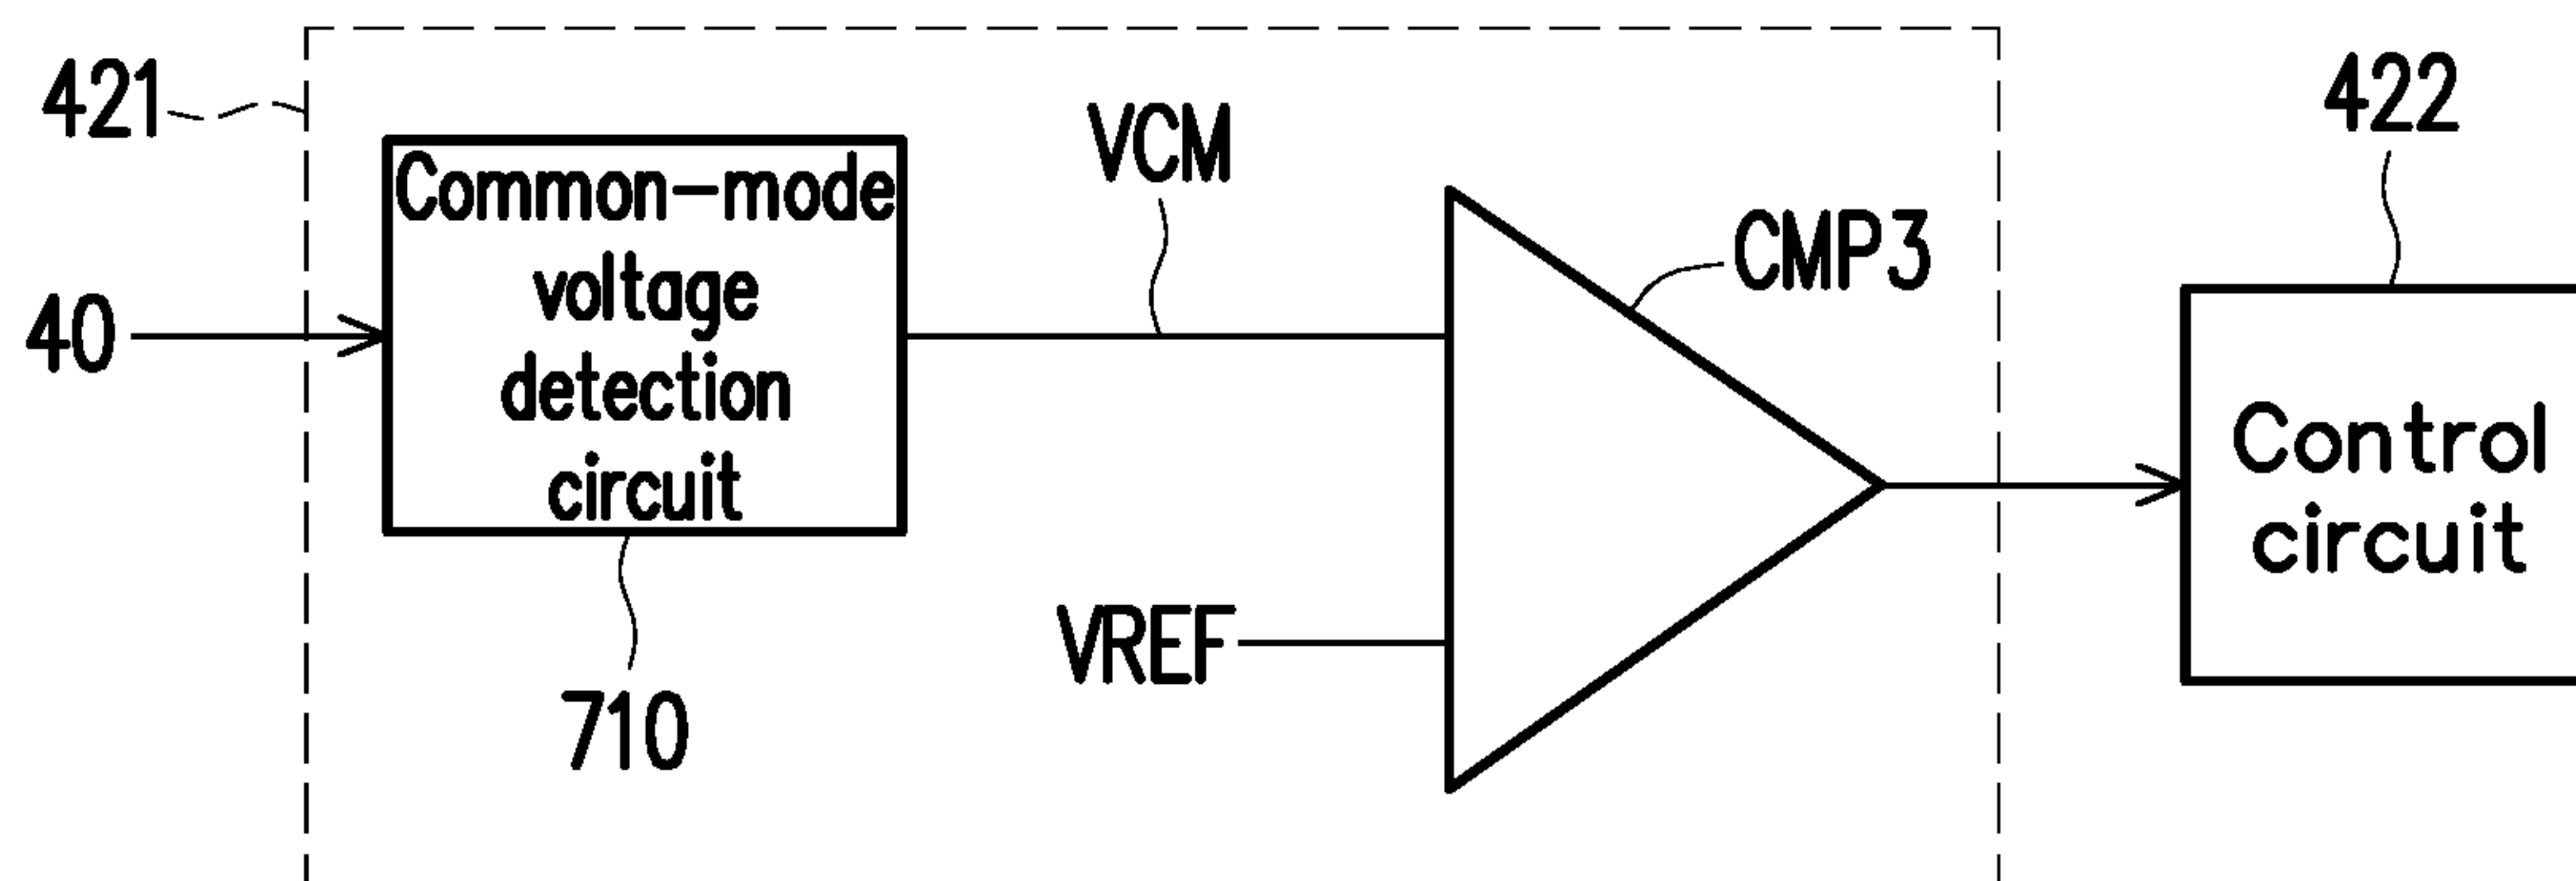 421
422
VCM
Common-mode
voltage
detection
circuit
CMP3
40
Control
circuit
VREF
710